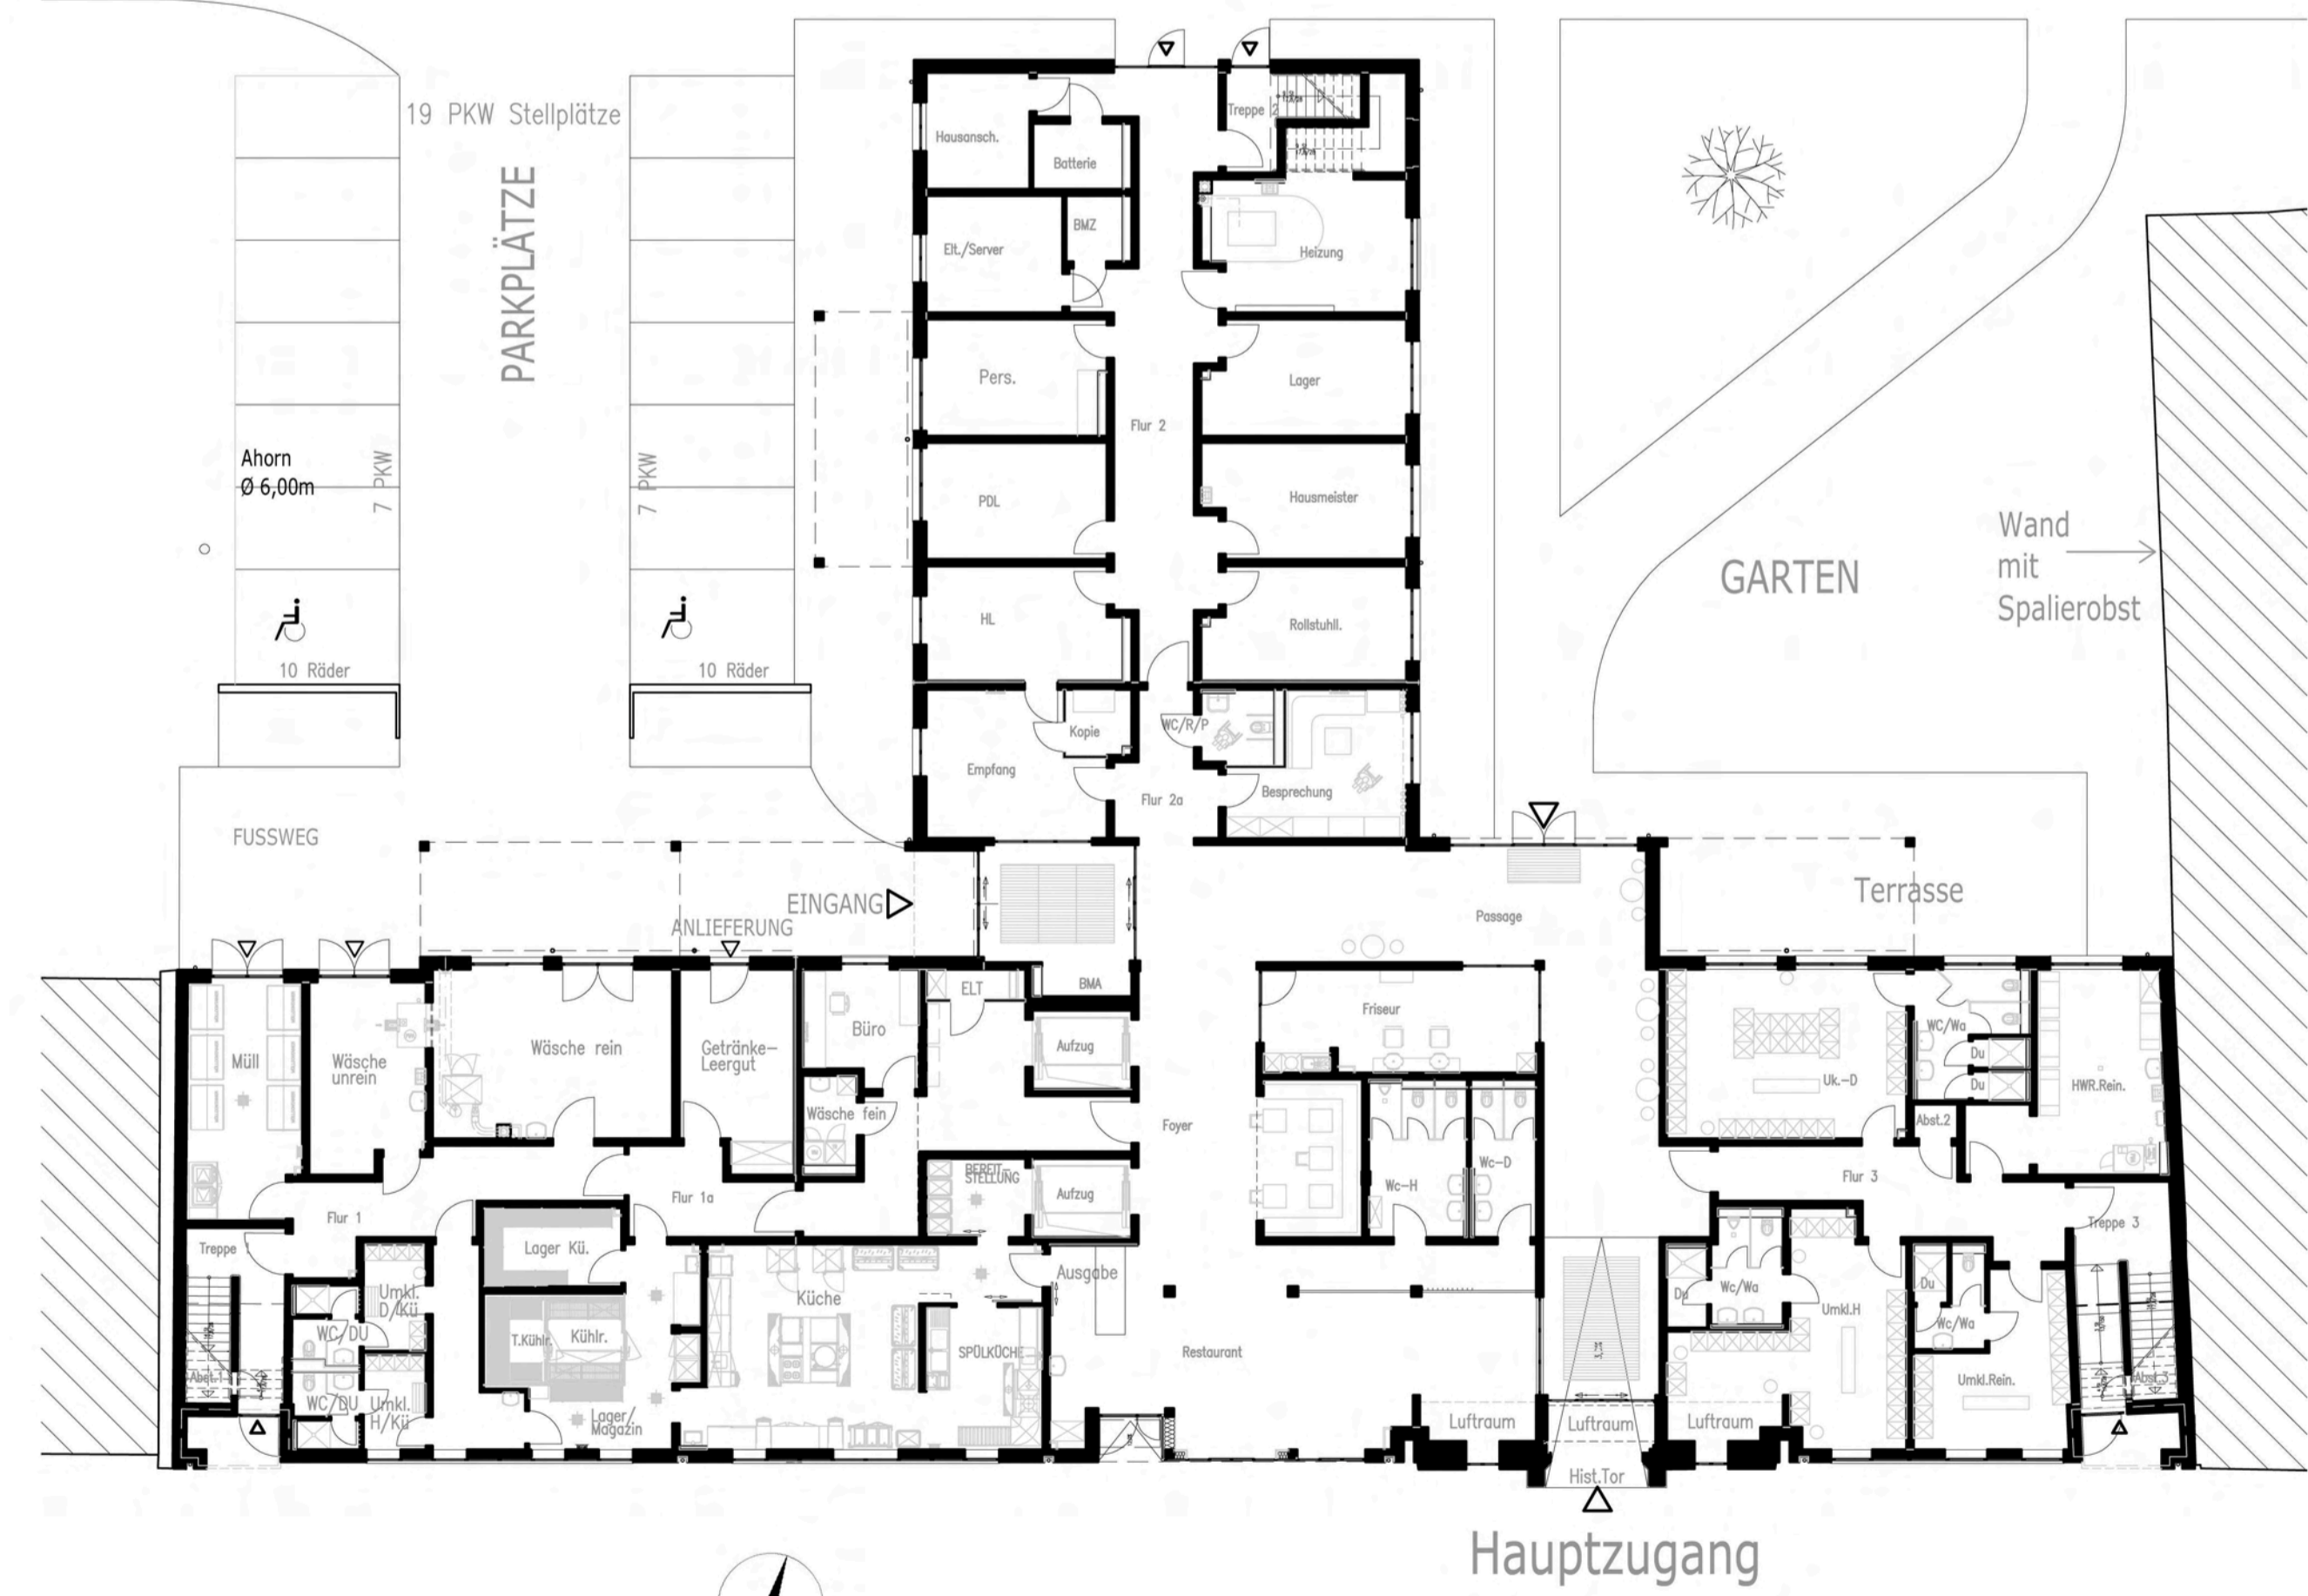 19 PKW Stellplätze
PARKPLÄTZE
Ahorn
Ø 6,00m
7 PKW
7 PKW
10 Räder
10 Räder
FUSSWEG
EINGANG
ANLIEFERUNG
Hausansch.
Batterie
Treppe 2
Elt./Server
BMZ
Heizung
Pers.
Lager
Flur 2
PDL
Hausmeister
HL
Rollstuhll.
Kopie
WC/R/P
Empfang
Flur 2a
Besprechung
GARTEN
Wand
mit
Spalierobst
Terrasse
Passage
BMA
ELT
Friseur
Müll
Wäsche
unrein
Wäsche rein
Getränke-
Leergut
Büro
Aufzug
Wäsche fein
Foyer
BEREIT-
STELLUNG
Aufzug
Wc-H
Wc-D
Uk.-D
WC/Wa
Du
Du
HWR.Rein.
Abst.2
Flur 3
Treppe 3
Flur 1
Flur 1a
Treppe
Lager Kü.
Umkl.
D/Kü
WC/DU
T.Kühlr.
Kühlr.
Küche
Ausgabe
SPÜLKÜCHE
Restaurant
Abst.1
WC/DU
Umkl.
H/Kü
Lager/
Magazin
Du
Wc/Wa
Umkl.H
Du
Wc/Wa
Umkl.Rein.
Abst.3
Luftraum
Luftraum
Luftraum
Hist.Tor
Hauptzugang